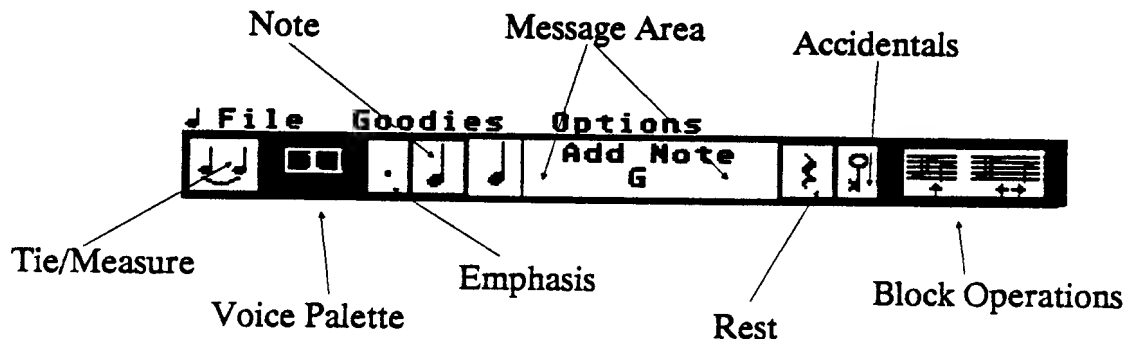 Note
Message Area
Accidentals
File Goodies Options
Add Note
G
Tie/Measure
Emphasis
Voice Palette
Block Operations
Rest